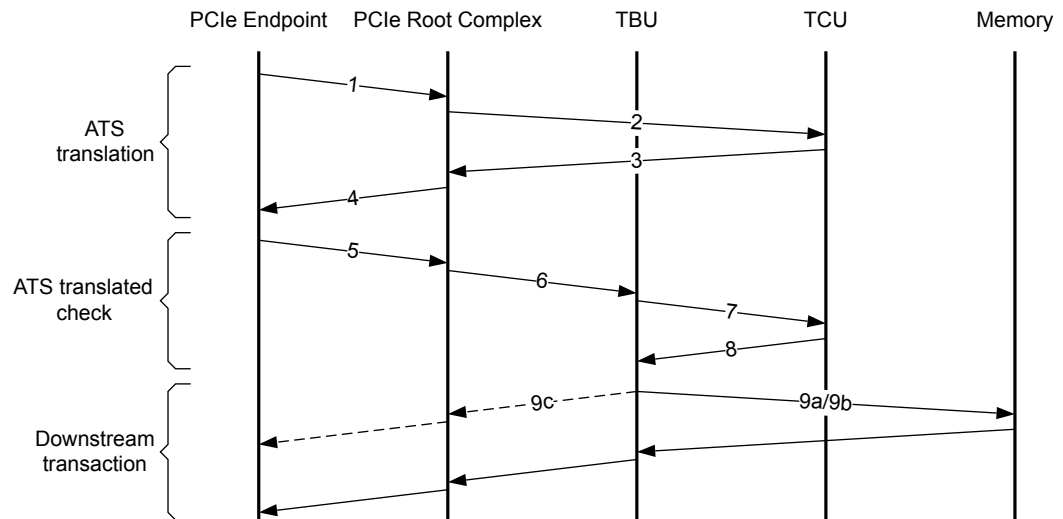 PCIe Endpoint PCIe Root Complex TBU TCU Memory
1
2
ATS
translation
3
4
5
6
ATS translated
check
7
8
9c 9a/9b
Downstream
transaction